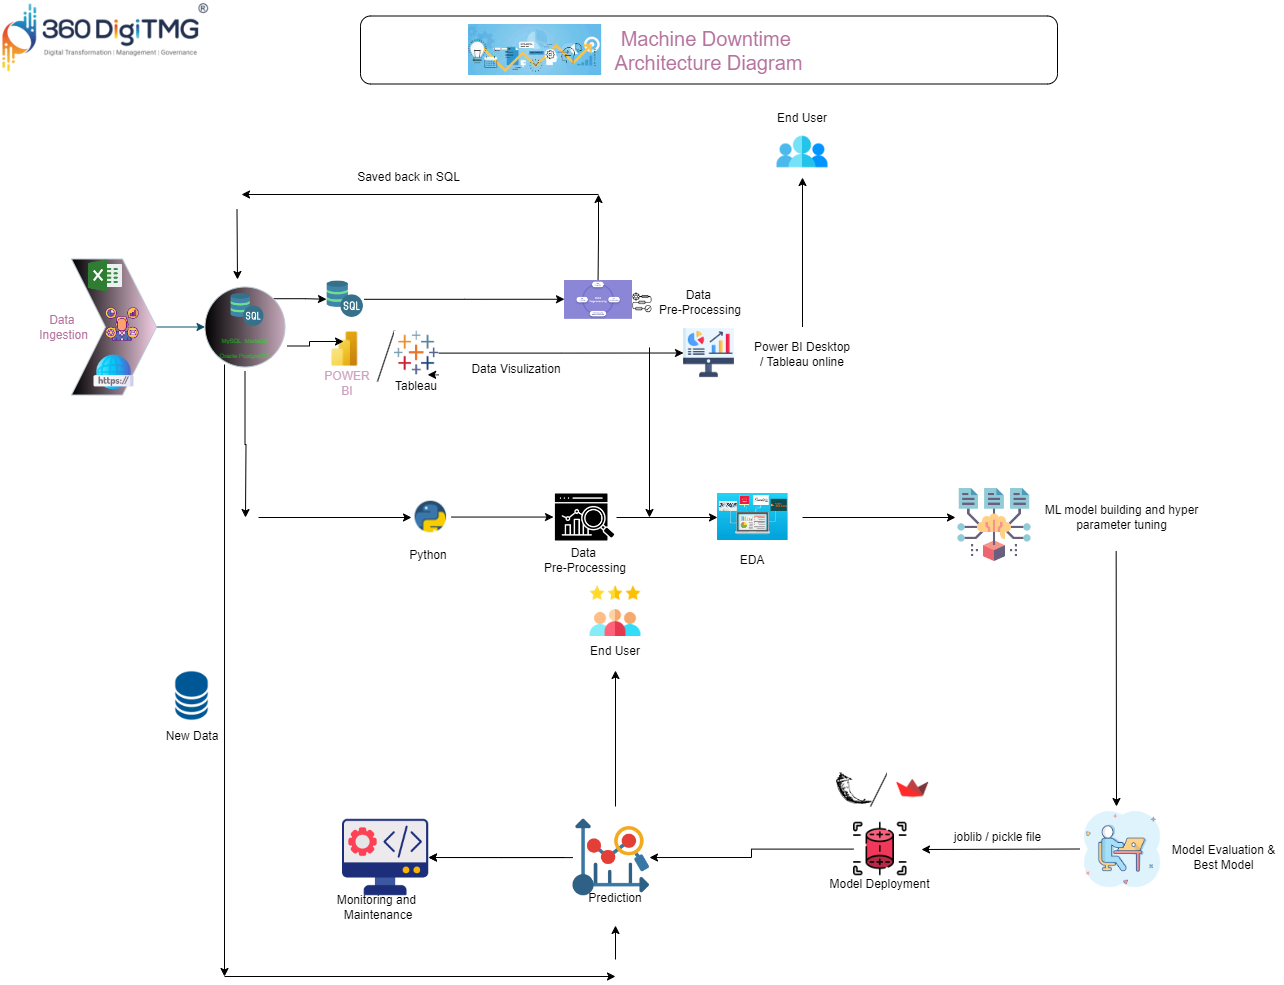 360 DigiTMG
®
Digital Transformation | Management | Governance
Machine Downtime
Architecture Diagram
End User
Saved back in SQL
Data
Ingestion
https://
SQL
SQL
Data
Pre-Processing
POWER
BI
Tableau
Data Visulization
Power BI Desktop
/ Tableau online
Python
Data
Pre-Processing
EDA
ML model building and hyper
parameter tuning
End User
New Data
joblib / pickle file
Model Evaluation &
Best Model
Model Deployment
Prediction
Monitoring and
Maintenance